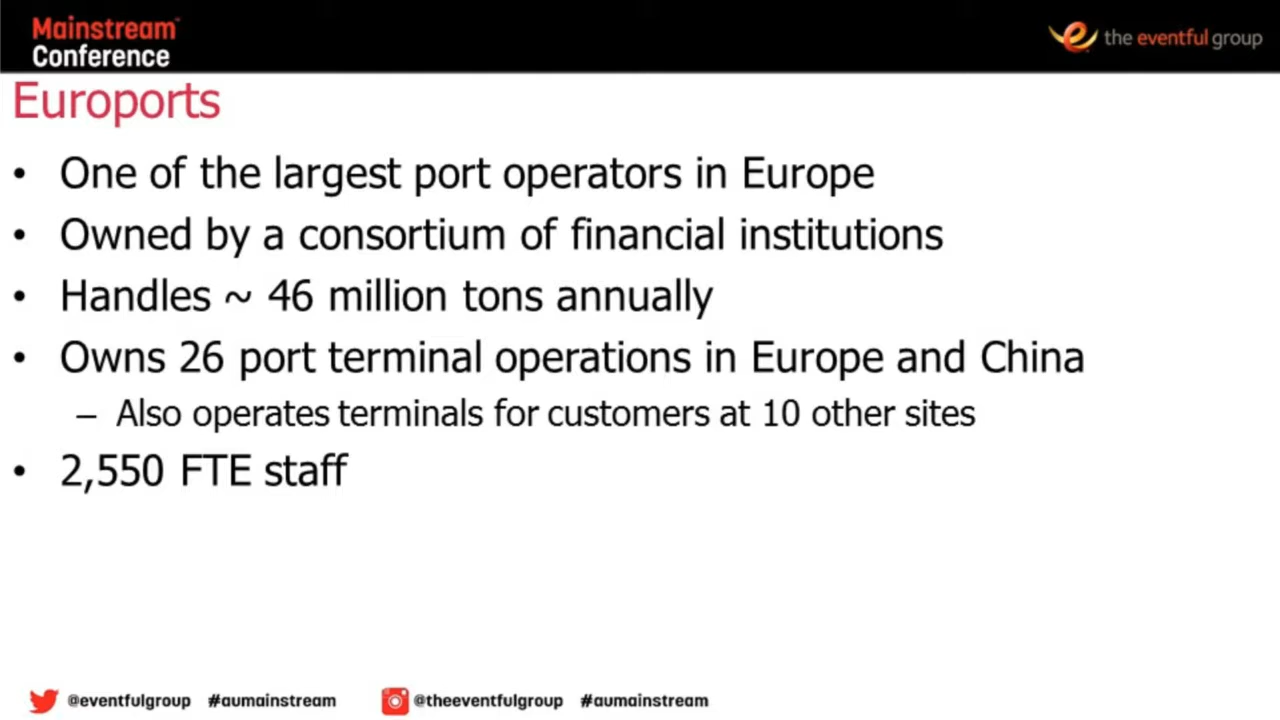 Mainstream™
Conference
the eventful group
Euroports
• One of the largest port operators in Europe
• Owned by a consortium of financial institutions
• Handles ~ 46 million tons annually
• Owns 26 port terminal operations in Europe and China
– Also operates terminals for customers at 10 other sites
• 2,550 FTE staff
@eventfulgroup #aumainstream @theeventfulgroup #aumainstream